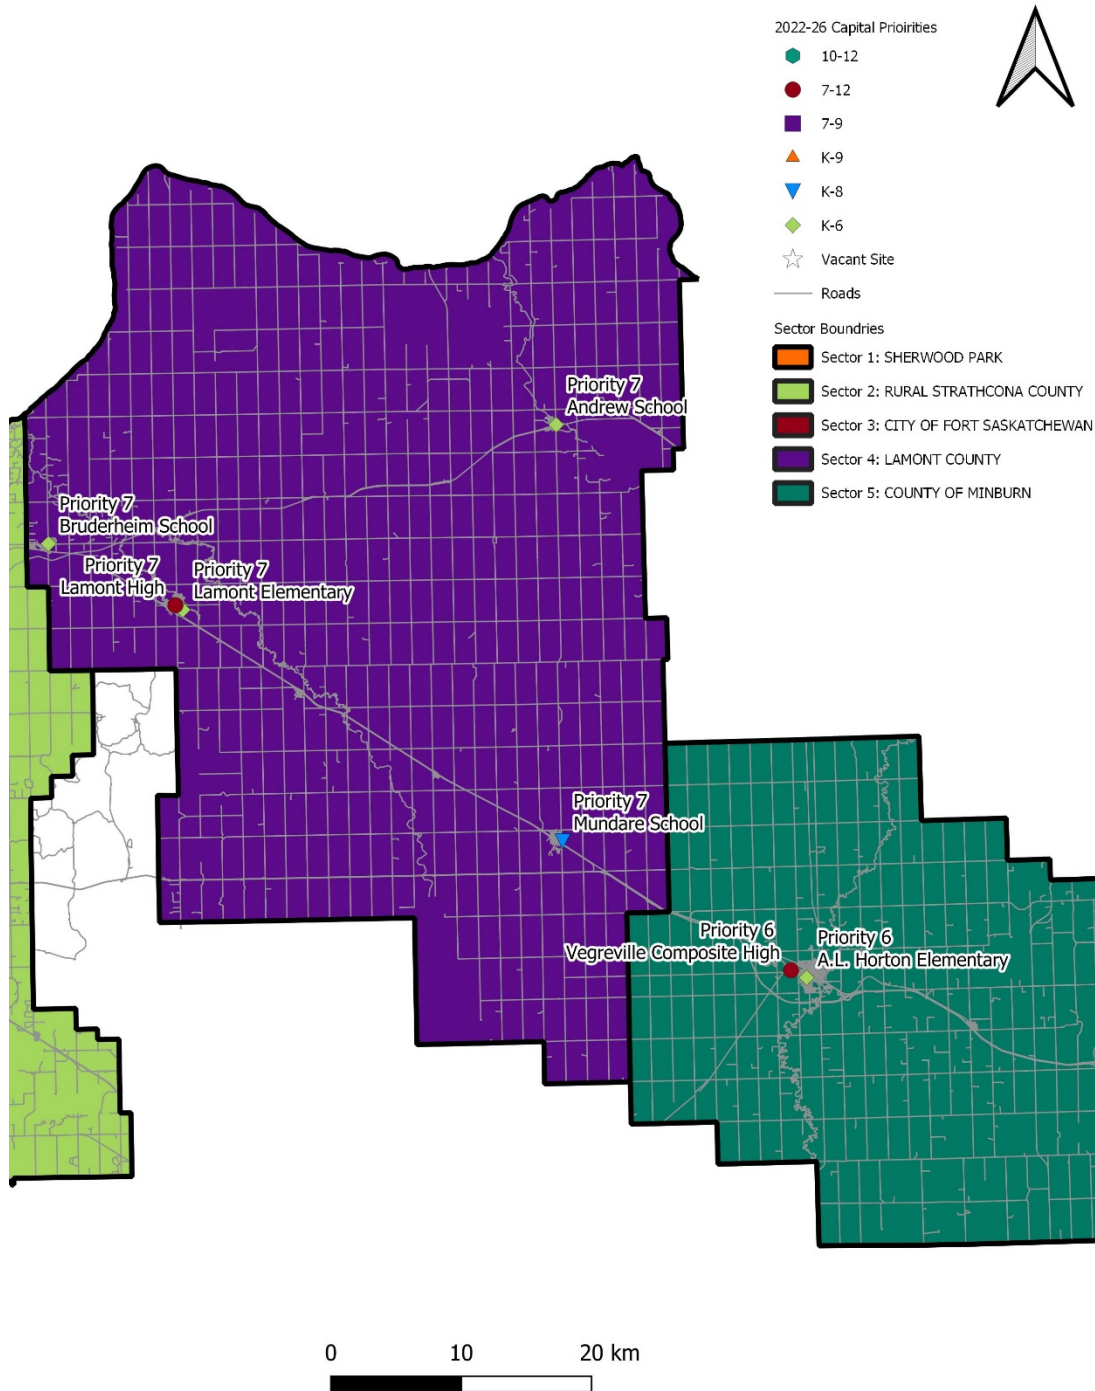 2022-26 Capital Prioirities
10-12
7-12
7-9
K-9
K-8
K-6
Vacant Site
Roads
Sector Boundries
Sector 1: SHERWOOD PARK
Sector 2: RURAL STRATHCONA COUNTY
Sector 3: CITY OF FORT SASKATCHEWAN
Sector 4: LAMONT COUNTY
Sector 5: COUNTY OF MINBURN
Priority 7
Andrew School
Priority 7
Bruderheim School
Priority 7
Lamont High
Priority 7
Lamont Elementary
Priority 7
Mundare School
Priority 6
Vegreville Composite High
Priority 6
A.L. Horton Elementary
0 10 20 km